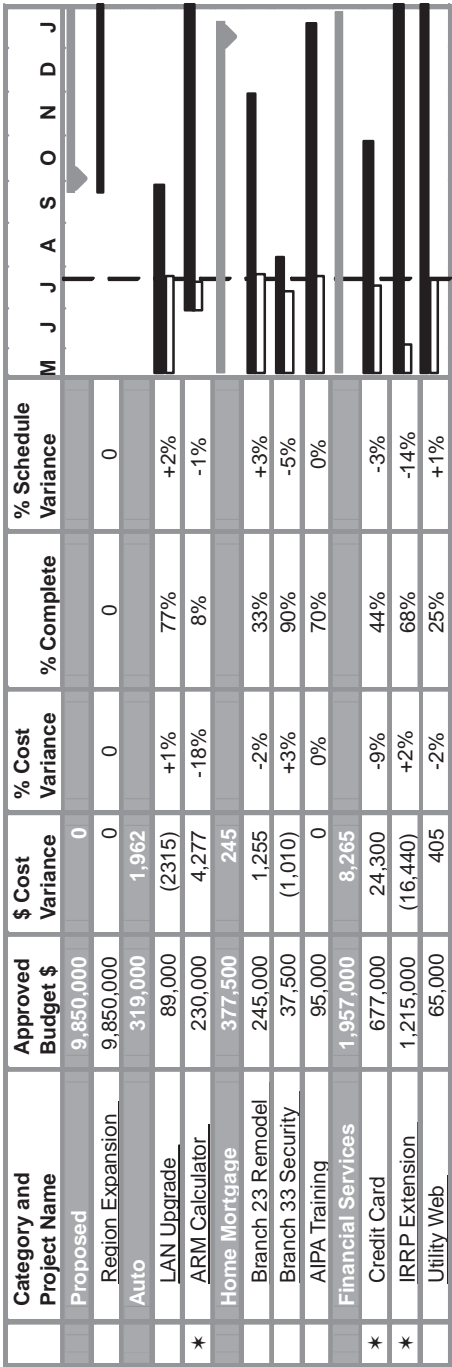 Category and Project Name | Approved Budget $ | $ Cost Variance | % Cost Variance | % Complete | % Schedule Variance | M J J A S O N D J
Proposed 9,850,000 0
Region Expansion 9,850,000 0 0 0 0
Auto 319,000 1,962
LAN Upgrade 89,000 (2315) +1% 77% +2%
✶ ARM Calculator 230,000 4,277 -18% 8% -1%
Home Mortgage 377,500 245
Branch 23 Remodel 245,000 1,255 -2% 33% +3%
Branch 33 Security 37,500 (1,010) +3% 90% -5%
AIPA Training 95,000 0 0% 70% 0%
Financial Services 1,957,000 8,265
✶ Credit Card 677,000 24,300 -9% 44% -3%
✶ IRRP Extension 1,215,000 (16,440) +2% 68% -14%
Utility Web 65,000 405 -2% 25% +1%